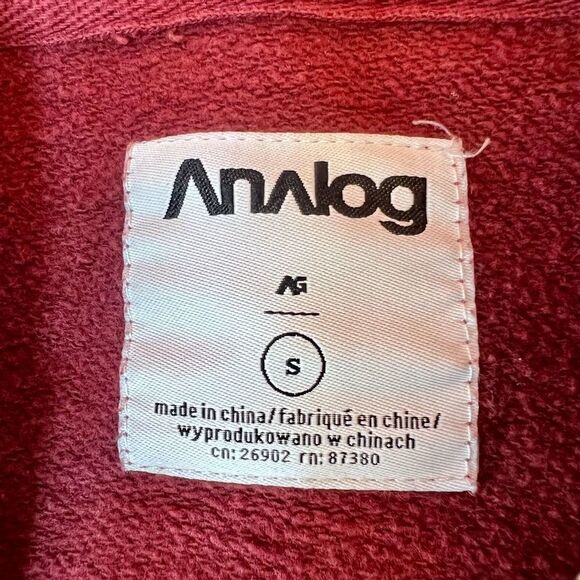 Analog
AG
S
made in china/fabriqué en chine/
wyprodukowano w chinach
cn: 26902 rn: 87380